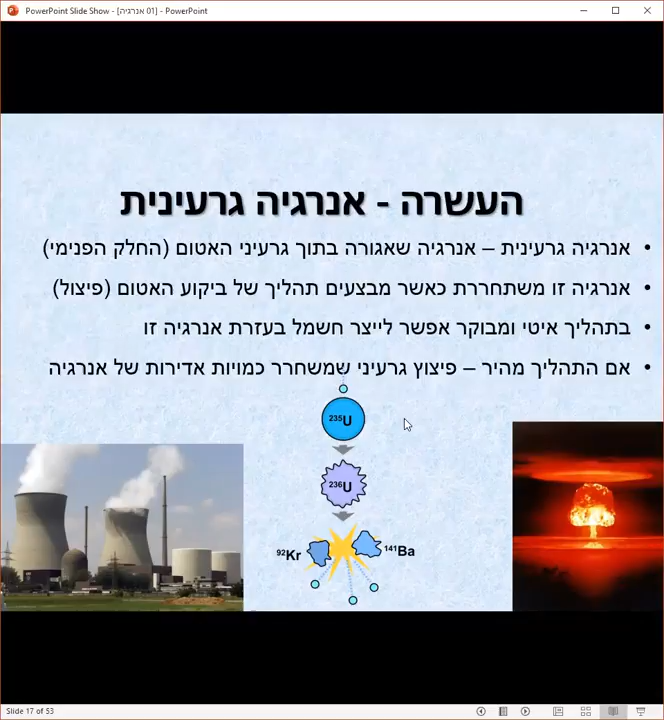 PowerPoint Slide Show - [01 אנרגיה] - PowerPoint
העשרה - אנרגיה גרעינית
• אנרגיה גרעינית – אנרגיה שאגורה בתוך גרעיני האטום (החלק הפנימי)
• אנרגיה זו משתחררת כאשר מבצעים תהליך של ביקוע האטום (פיצול)
• בתהליך איטי ומבוקר אפשר לייצר חשמל בעזרת אנרגיה זו
• אם התהליך מהיר – פיצוץ גרעיני שמשחרר כמויות אדירות של אנרגיה
²³⁵U
²³⁶U
⁹²Kr
¹⁴¹Ba
Slide 17 of 53